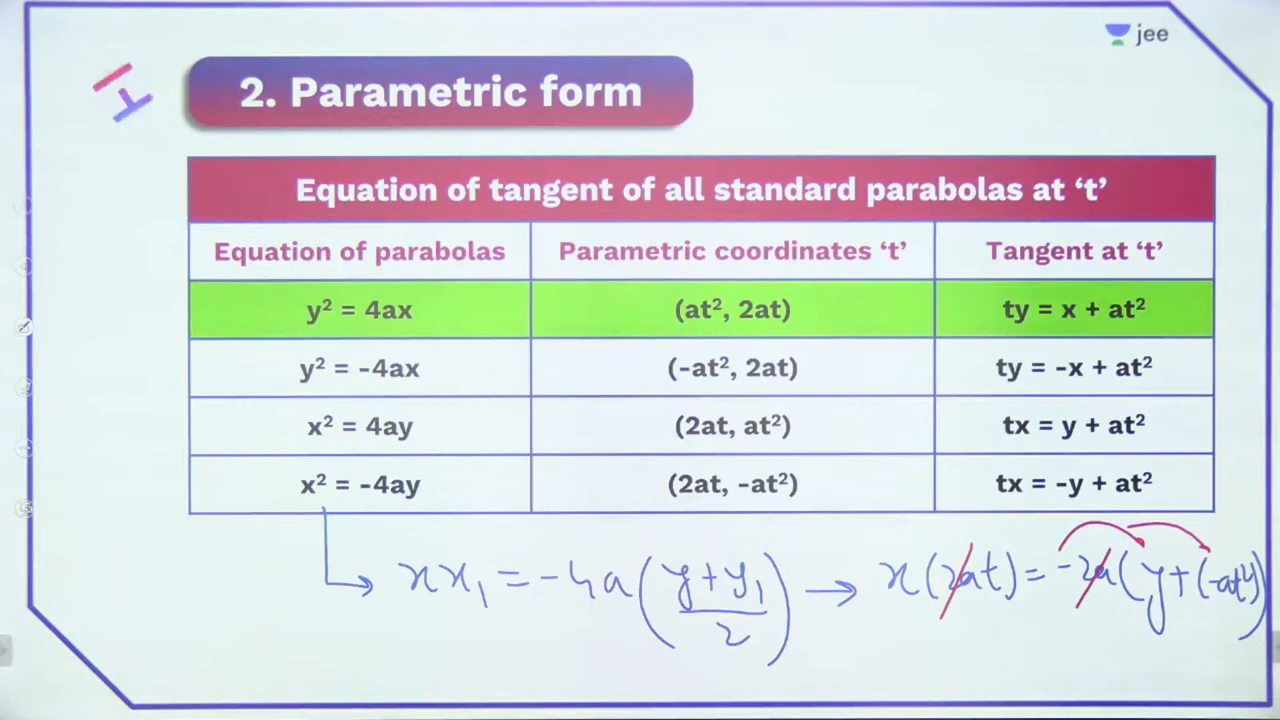 jee
2. Parametric form
Equation of tangent of all standard parabolas at ‘t’
Equation of parabolas Parametric coordinates ‘t’ Tangent at ‘t’
y² = 4ax (at², 2at) ty = x + at²
y² = -4ax (-at², 2at) ty = -x + at²
x² = 4ay (2at, at²) tx = y + at²
x² = -4ay (2at, -at²) tx = -y + at²
→ xx₁ = -4a((y+y₁)/2) → x(2at) = -2a(y+(-at²))